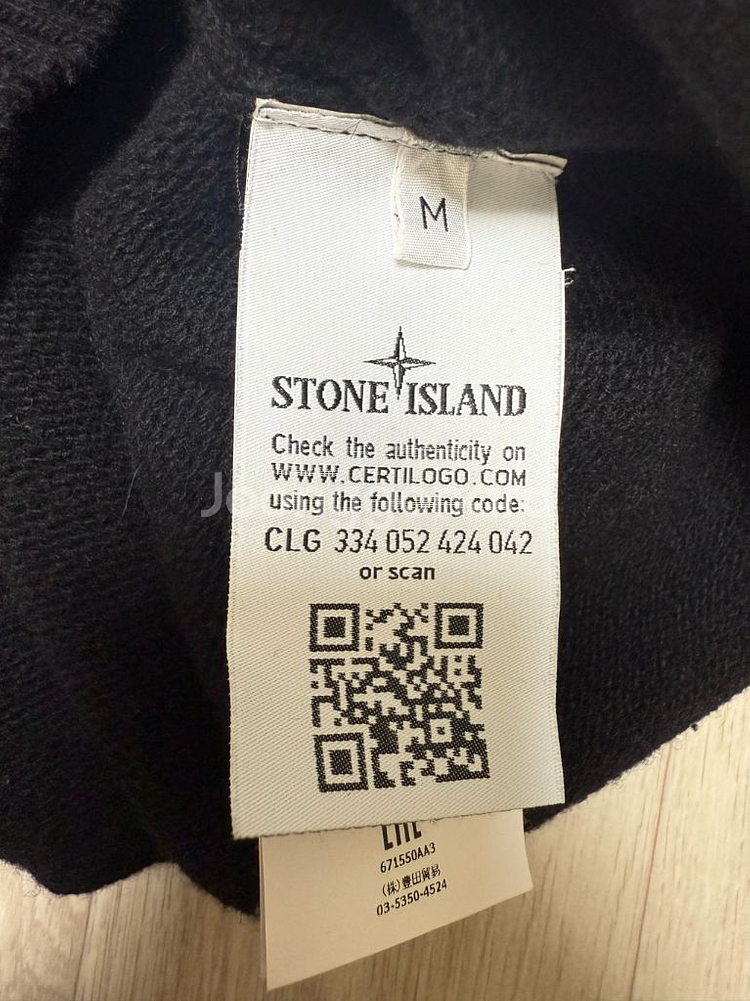 M
STONE ISLAND
Check the authenticity on
WWW.CERTILOGO.COM
using the following code:
CLG 334 052 424 042
or scan
671550AA3
(株)豊田貿易
03-5350-4524